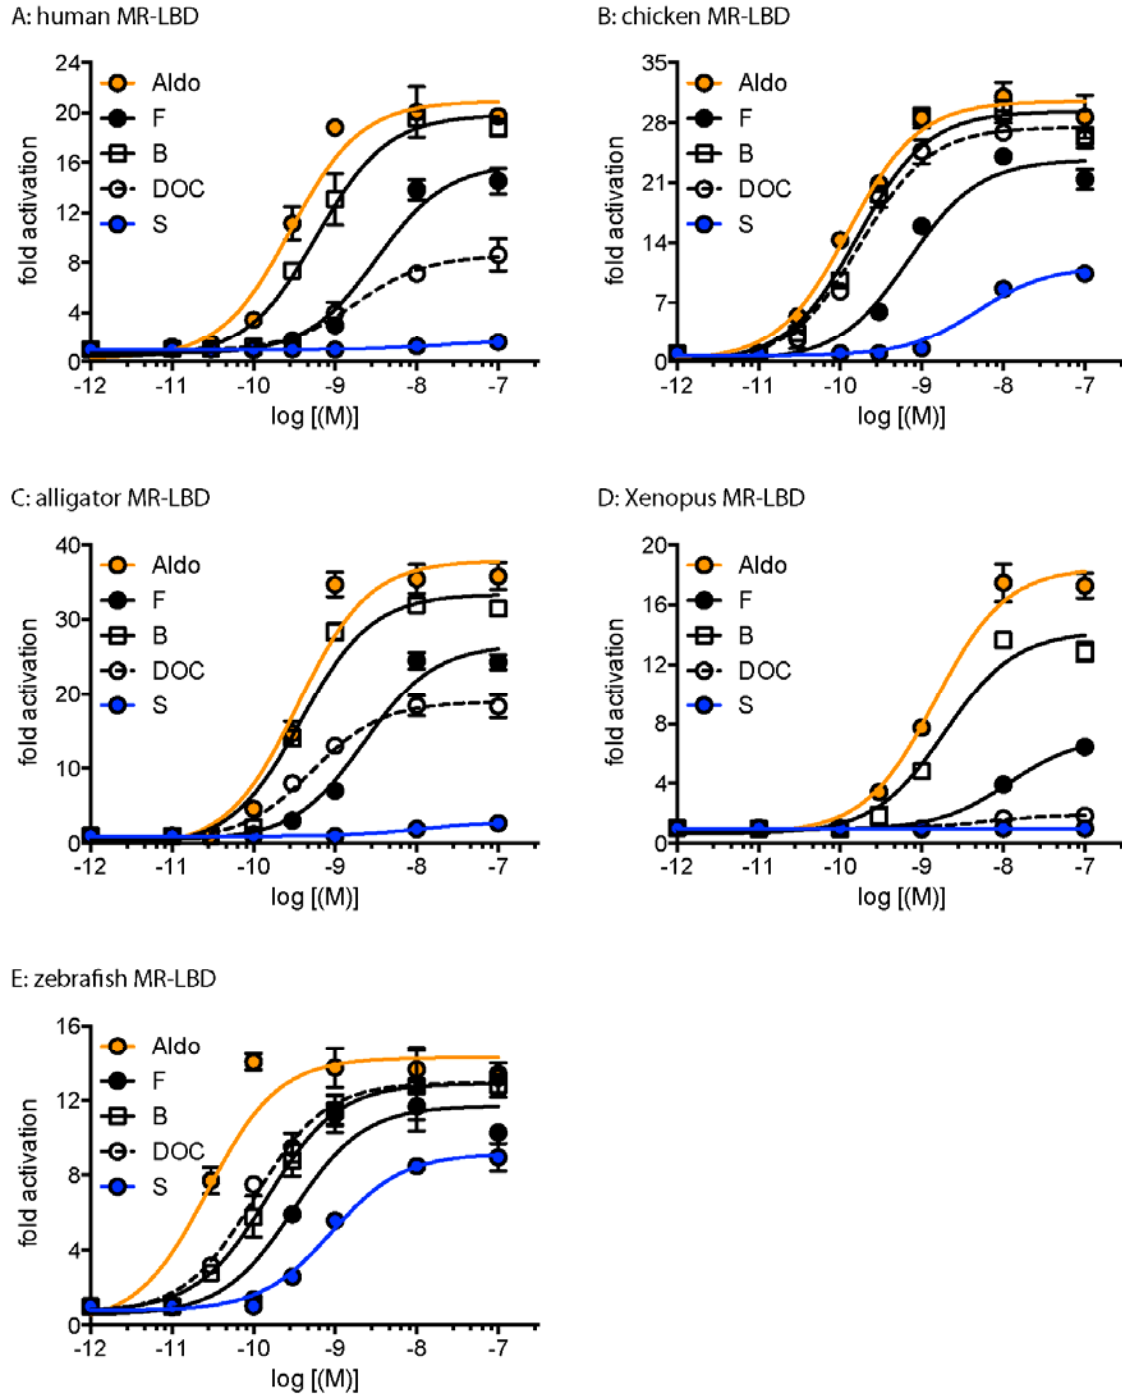 A: human MR-LBD
24
20
16
12
8
4
0
fold activation
Aldo
F
B
DOC
S
-12 -11 -10 -9 -8 -7
log [(M)]
B: chicken MR-LBD
35
28
21
14
7
0
fold activation
Aldo
F
B
DOC
S
-12 -11 -10 -9 -8 -7
log [(M)]
C: alligator MR-LBD
40
30
20
10
0
fold activation
Aldo
F
B
DOC
S
-12 -11 -10 -9 -8 -7
log [(M)]
D: Xenopus MR-LBD
20
16
12
8
4
0
fold activation
Aldo
F
B
DOC
S
-12 -11 -10 -9 -8 -7
log [(M)]
E: zebrafish MR-LBD
16
12
8
4
0
fold activation
Aldo
F
B
DOC
S
-12 -11 -10 -9 -8 -7
log [(M)]